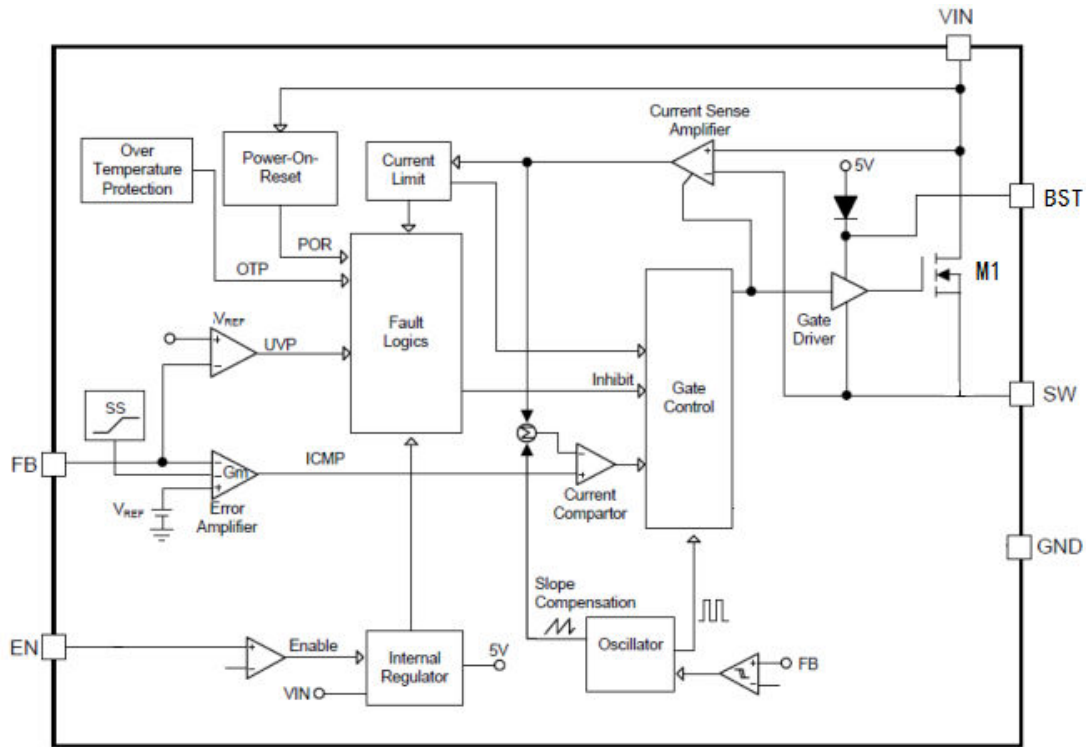 VIN
Current Sense
Amplifier
Over
Temperature
Protection
Power-On-
Reset
Current
Limit
5V
BST
POR
OTP
M1
Fault
Logics
Gate
Driver
VREF
UVP
Inhibit
Gate
Control
SW
SS
Σ
FB
Gm
ICMP
VREF
Error
Amplifier
Current
Compartor
GND
Slope
Compensation
EN
Enable
Internal
Regulator
5V
Oscillator
FB
VIN